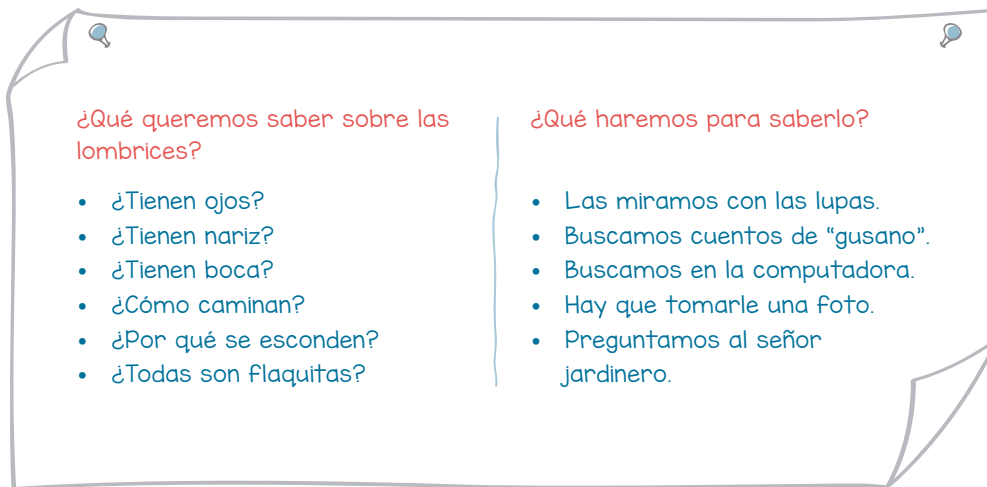 ¿Qué queremos saber sobre las
lombrices?
• ¿Tienen ojos?
• ¿Tienen nariz?
• ¿Tienen boca?
• ¿Cómo caminan?
• ¿Por qué se esconden?
• ¿Todas son flaquitas?
¿Qué haremos para saberlo?
• Las miramos con las lupas.
• Buscamos cuentos de “gusano”.
• Buscamos en la computadora.
• Hay que tomarle una foto.
• Preguntamos al señor
jardinero.